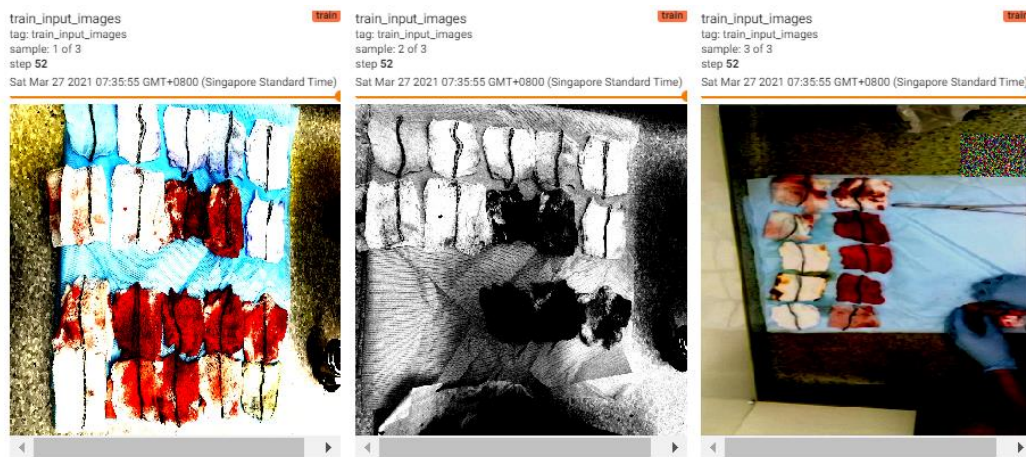 train_input_images
train
tag: train_input_images
sample: 1 of 3
step 52
Sat Mar 27 2021 07:35:55 GMT+0800 (Singapore Standard Time)
train_input_images
train
tag: train_input_images
sample: 2 of 3
step 52
Sat Mar 27 2021 07:35:55 GMT+0800 (Singapore Standard Time)
train_input_images
train
tag: train_input_images
sample: 3 of 3
step 52
Sat Mar 27 2021 07:35:55 GMT+0800 (Singapore Standard Time)